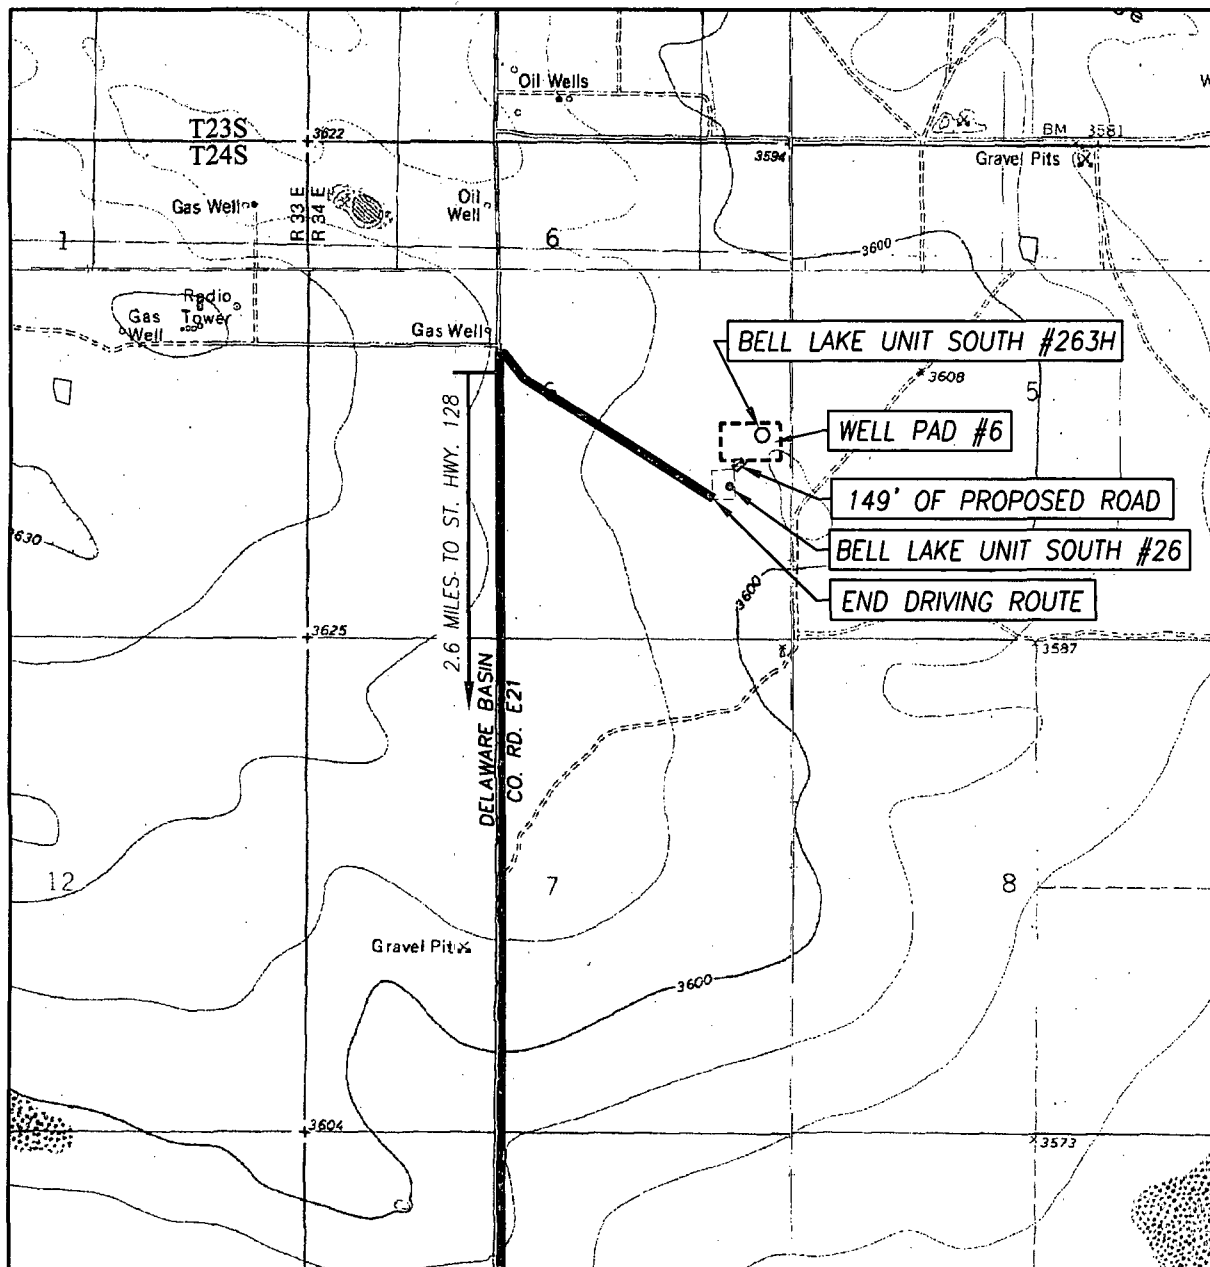 Oil Wells
T23S
3622
BM 3581
T24S
3594
Gravel Pits
Gas Well
R 33 E
R 34 E
Oil
Well
1
6
3600
Radio
Tower
Gas
Well
Gas Well
BELL LAKE UNIT SOUTH #263H
3608
6
5
WELL PAD #6
2.6 MILES TO ST. HWY. 128
149' OF PROPOSED ROAD
3630
BELL LAKE UNIT SOUTH #26
3600
END DRIVING ROUTE
3625
3587
DELAWARE BASIN
CO. RD. E21
12
7
8
Gravel Pit
3600
3604
3573